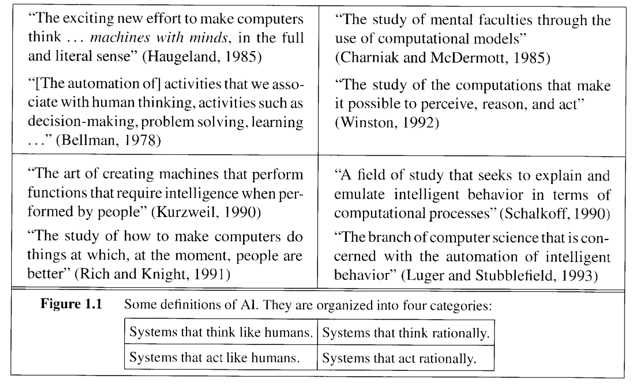 "The exciting new effort to make computers
think ... machines with minds, in the full
and literal sense" (Haugeland, 1985)
"[The automation of] activities that we asso-
ciate with human thinking, activities such as
decision-making, problem solving, learning
..." (Bellman, 1978)
"The study of mental faculties through the
use of computational models"
(Charniak and McDermott, 1985)
"The study of the computations that make
it possible to perceive, reason, and act"
(Winston, 1992)
"The art of creating machines that perform
functions that require intelligence when per-
formed by people" (Kurzweil, 1990)
"The study of how to make computers do
things at which, at the moment, people are
better" (Rich and Knight, 1991)
"A field of study that seeks to explain and
emulate intelligent behavior in terms of
computational processes" (Schalkoff, 1990)
"The branch of computer science that is con-
cerned with the automation of intelligent
behavior" (Luger and Stubblefield, 1993)
Figure 1.1 Some definitions of AI. They are organized into four categories:
Systems that think like humans. Systems that think rationally.
Systems that act like humans. Systems that act rationally.